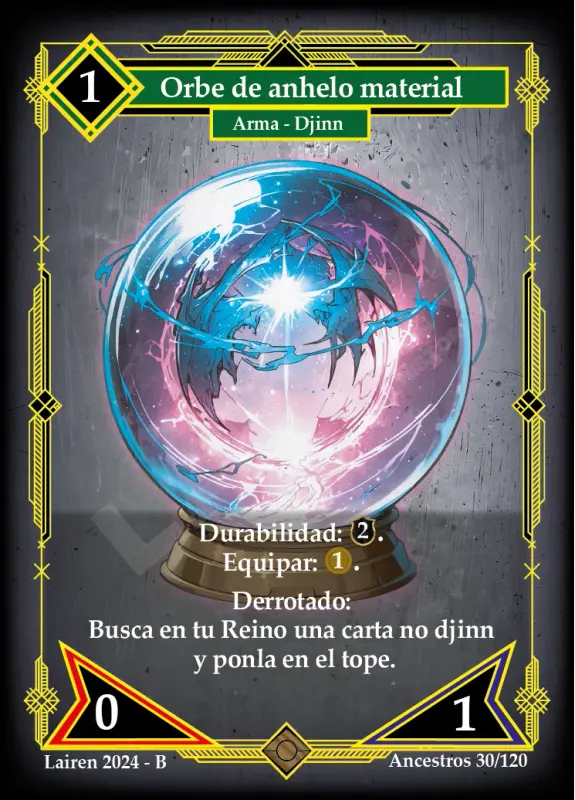 1
Orbe de anhelo material
Arma - Djinn
Durabilidad: 2.
Equipar: 1.
Derrotado:
Busca en tu Reino una carta no djinn
y ponla en el tope.
0
1
Lairen 2024 - B
Ancestros 30/120